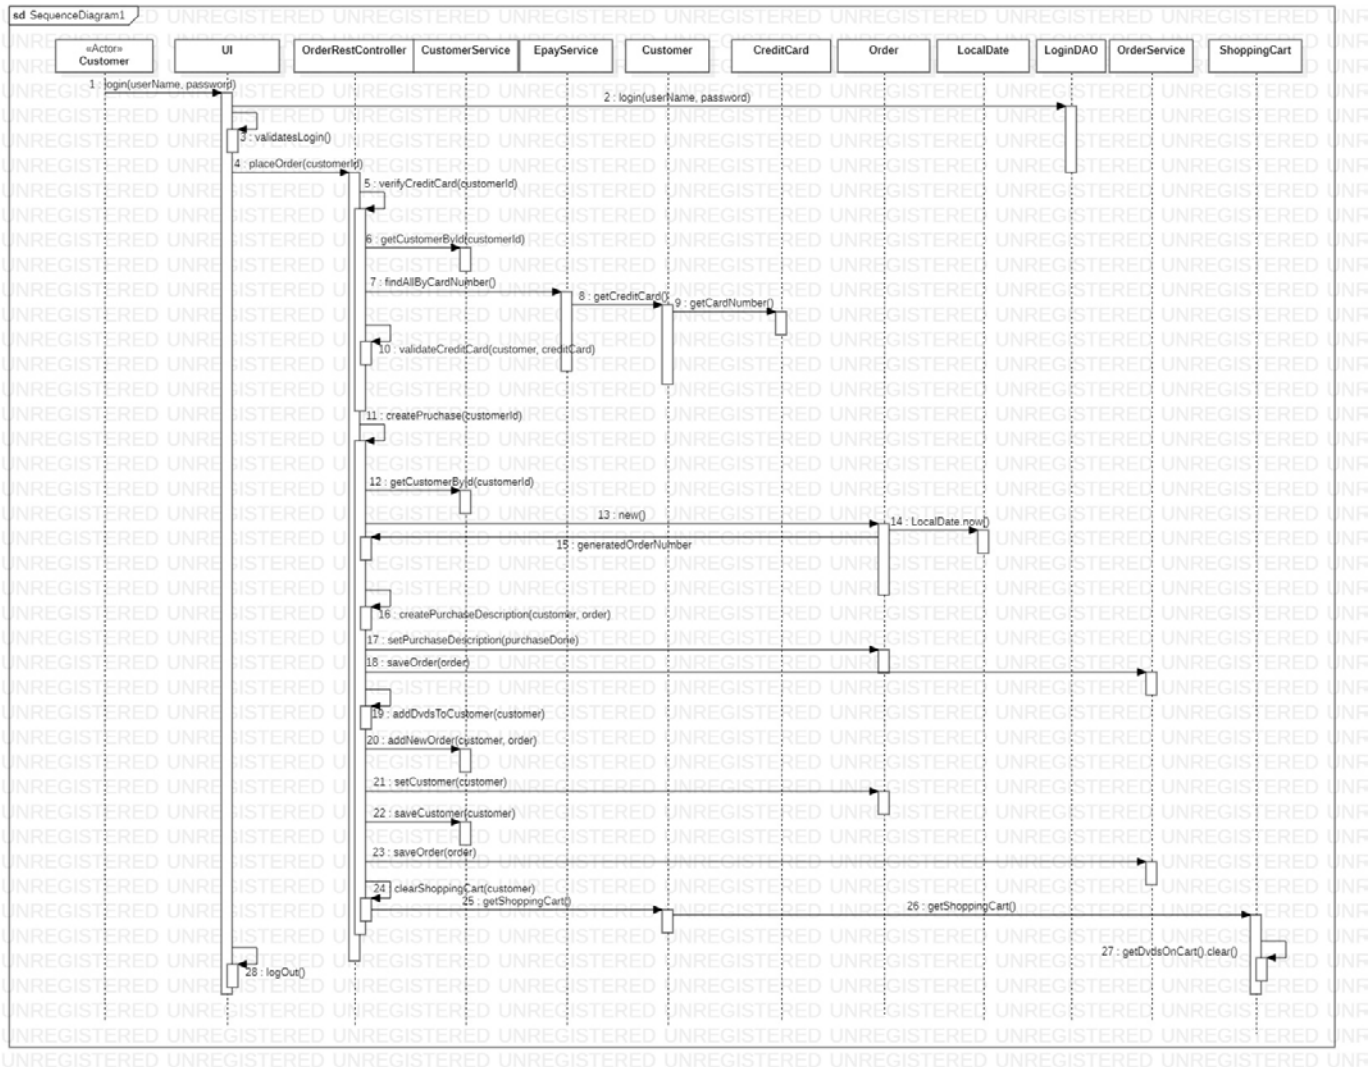 sd SequenceDiagram1
«Actor»
Customer
UI
OrderRestController
CustomerService
EpayService
Customer
CreditCard
Order
LocalDate
LoginDAO
OrderService
ShoppingCart
1 : login(userName, password)
2 : login(userName, password)
3 : validatesLogin()
4 : placeOrder(customerId)
5 : verifyCreditCard(customerId)
6 : getCustomerById(customerId)
7 : findAllByCardNumber()
8 : getCreditCard()
9 : getCardNumber()
10 : validateCreditCard(customer, creditCard)
11 : createPruchase(customerId)
12 : getCustomerById(customerId)
13 : new()
14 : LocalDate.now()
15 : generatedOrderNumber
16 : createPurchaseDescription(customer, order)
17 : setPurchaseDescription(purchaseDone)
18 : saveOrder(order)
19 : addDvdsToCustomer(customer)
20 : addNewOrder(customer, order)
21 : setCustomer(customer)
22 : saveCustomer(customer)
23 : saveOrder(order)
24 : clearShoppingCart(customer)
25 : getShoppingCart()
26 : getShoppingCart()
27 : getDvdsOnCart().clear()
28 : logOut()
UNREGISTERED